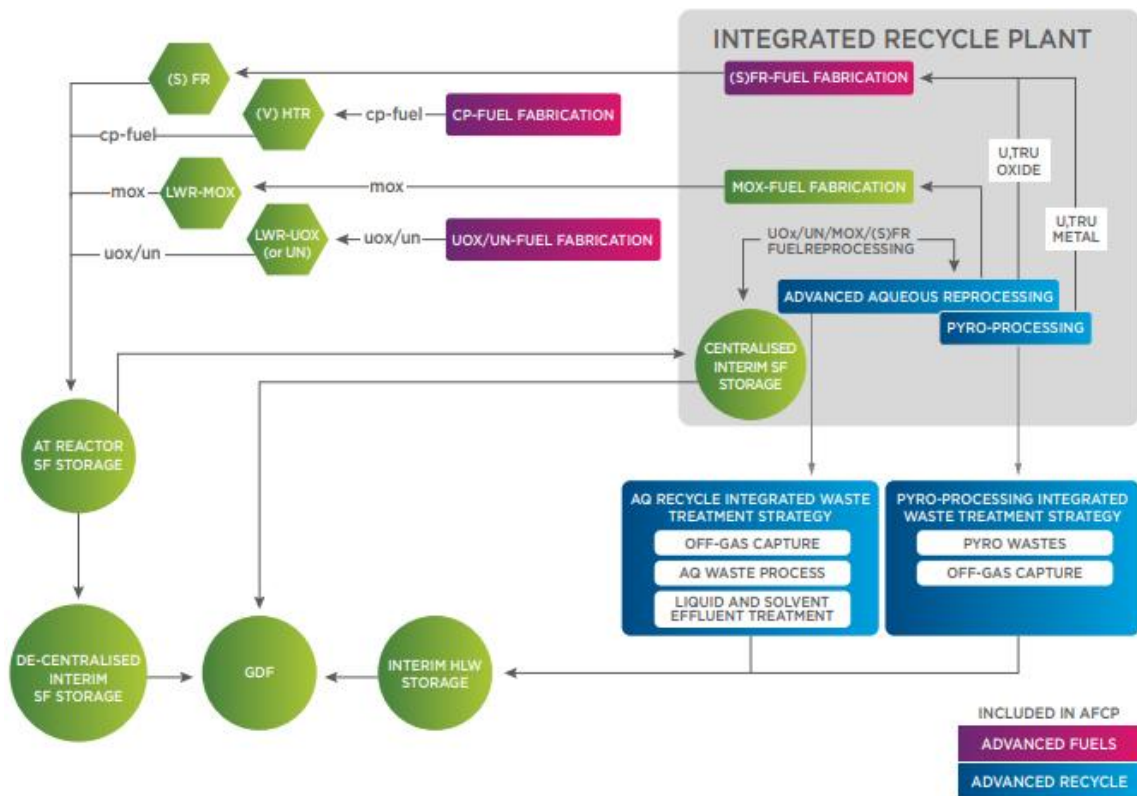 INTEGRATED RECYCLE PLANT
(S) FR
(S)FR-FUEL FABRICATION
(V) HTR
cp-fuel
CP-FUEL FABRICATION
cp-fuel
U,TRU
OXIDE
mox
LWR-MOX
mox
MOX-FUEL FABRICATION
U,TRU
METAL
LWR-UOX
(or UN)
uox/un
UOX/UN-FUEL FABRICATION
UOx/UN/MOX/(S)FR
FUELREPROCESSING
uox/un
ADVANCED AQUEOUS REPROCESSING
PYRO-PROCESSING
CENTRALISED
INTERIM SF
STORAGE
AT REACTOR
SF STORAGE
AQ RECYCLE INTEGRATED WASTE
TREATMENT STRATEGY
OFF-GAS CAPTURE
AQ WASTE PROCESS
LIQUID AND SOLVENT
EFFLUENT TREATMENT
PYRO-PROCESSING INTEGRATED
WASTE TREATMENT STRATEGY
PYRO WASTES
OFF-GAS CAPTURE
DE-CENTRALISED
INTERIM
SF STORAGE
GDF
INTERIM HLW
STORAGE
INCLUDED IN AFCP
ADVANCED FUELS
ADVANCED RECYCLE